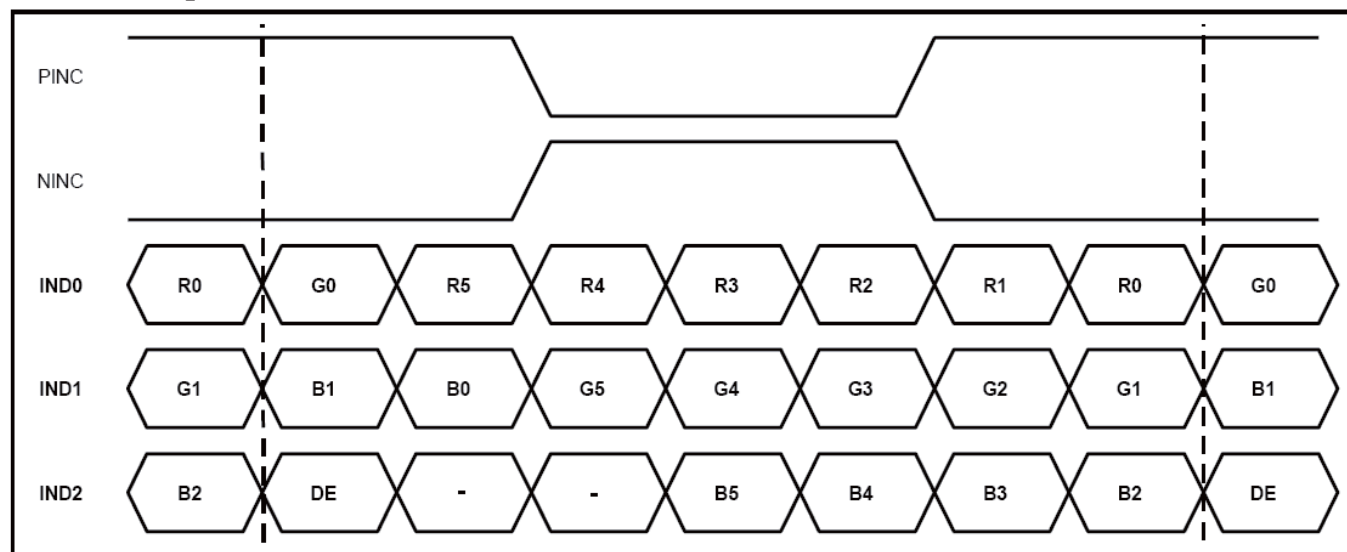 PINC
NINC
IND0 R0 G0 R5 R4 R3 R2 R1 R0 G0
IND1 G1 B1 B0 G5 G4 G3 G2 G1 B1
IND2 B2 DE - - B5 B4 B3 B2 DE